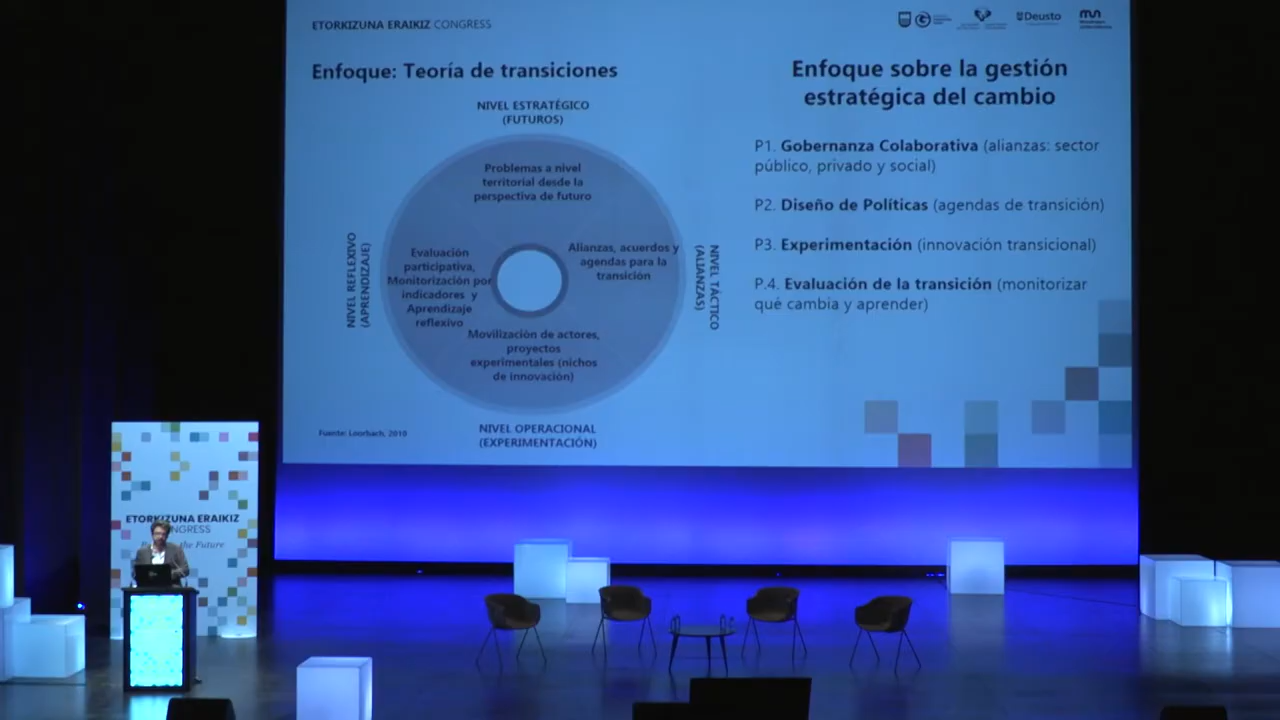 ETORKIZUNA ERAIKIZ CONGRESS
Deusto
Enfoque: Teoría de transiciones
NIVEL ESTRATÉGICO
(FUTUROS)
Problemas a nivel
territorial desde la
perspectiva de futuro
NIVEL REFLEXIVO
(APRENDIZAJE)
Evaluación
participativa,
Monitorización por
indicadores y
Aprendizaje
reflexivo
Alianzas, acuerdos y
agendas para la
transición
NIVEL TÁCTICO
(ALIANZAS)
Movilización de actores,
proyectos
experimentales (nichos
de innovación)
NIVEL OPERACIONAL
(EXPERIMENTACIÓN)
Fuente: Loorbach, 2010
Enfoque sobre la gestión
estratégica del cambio
P1. Gobernanza Colaborativa (alianzas: sector
público, privado y social)
P2. Diseño de Políticas (agendas de transición)
P3. Experimentación (innovación transicional)
P.4. Evaluación de la transición (monitorizar
qué cambia y aprender)
ETORKIZUNA ERAIKIZ
the Future